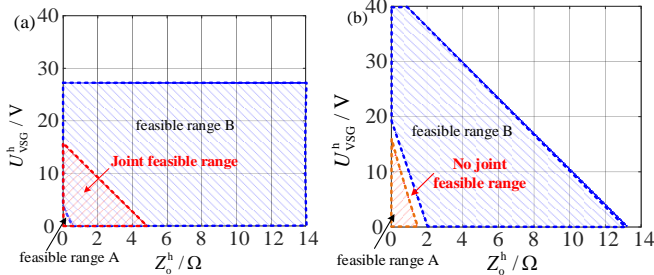 (a)
40
30
20
10
0
U^h_VSG / V
feasible range B
Joint feasible range
0 2 4 6 8 10 12 14
feasible range A
Z^h_o / Ω
(b)
40
30
20
10
0
U^h_VSG / V
feasible range B
No joint
feasible range
0 2 4 6 8 10 12 14
feasible range A
Z^h_o / Ω